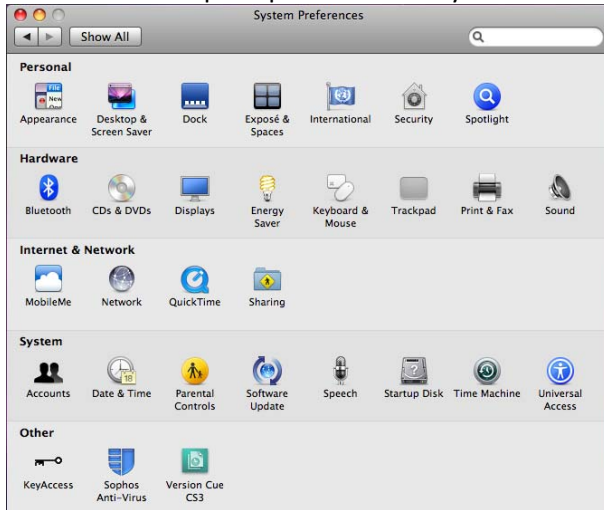 System Preferences
Show All
Personal
File
New
Appearance
Desktop &
Screen Saver
Dock
Exposé &
Spaces
International
Security
Spotlight
Hardware
Bluetooth
CDs & DVDs
Displays
Energy
Saver
Keyboard &
Mouse
Trackpad
Print & Fax
Sound
Internet & Network
MobileMe
Network
QuickTime
Sharing
System
Accounts
18
Date & Time
Parental
Controls
Software
Update
Speech
?
Startup Disk
Time Machine
Universal
Access
Other
KeyAccess
Sophos
Anti-Virus
Version Cue
CS3